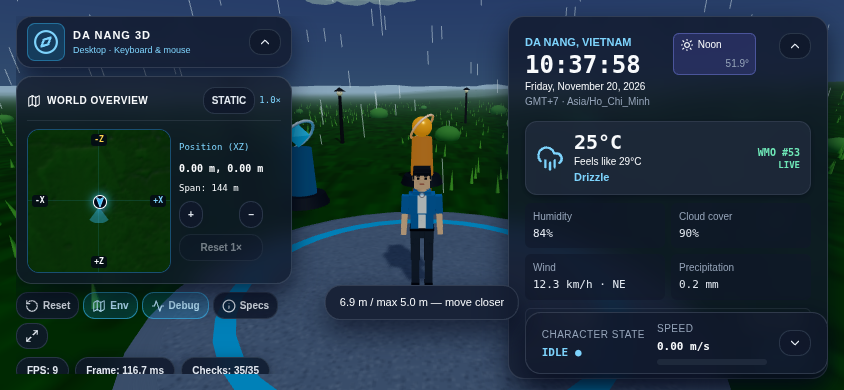 DA NANG 3D
Desktop · Keyboard & mouse
WORLD OVERVIEW
STATIC
1.0×
-Z
-X
+X
+Z
Position (XZ)
0.00 m, 0.00 m
Span: 144 m
+
−
Reset 1×
Reset
Env
Debug
Specs
FPS: 9
Frame: 116.7 ms
Checks: 35/35
6.9 m / max 5.0 m — move closer
DA NANG, VIETNAM
10:37:58
Friday, November 20, 2026
GMT+7 · Asia/Ho_Chi_Minh
Noon
51.9°
25°C
Feels like 29°C
Drizzle
WMO #53
LIVE
Humidity
84%
Cloud cover
90%
Wind
12.3 km/h · NE
Precipitation
0.2 mm
CHARACTER STATE
IDLE ●
SPEED
0.00 m/s